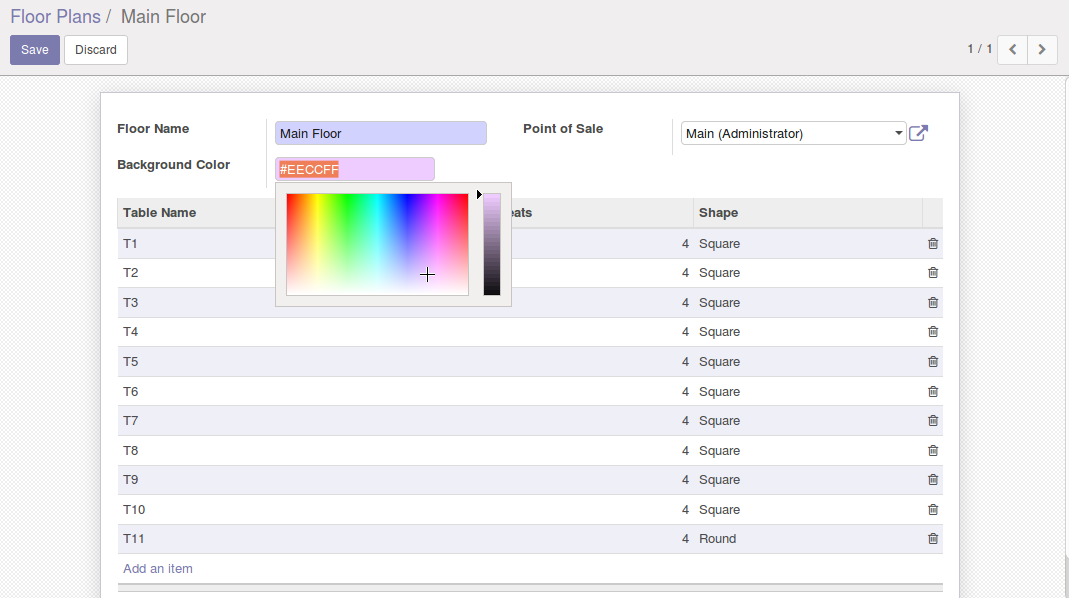 Floor Plans / Main Floor
Save Discard 1 / 1
Floor Name Main Floor Point of Sale Main (Administrator)
Background Color #EECCFF
Table Name eats Shape
T1 4 Square
T2 4 Square
T3 4 Square
T4 4 Square
T5 4 Square
T6 4 Square
T7 4 Square
T8 4 Square
T9 4 Square
T10 4 Square
T11 4 Round
Add an item